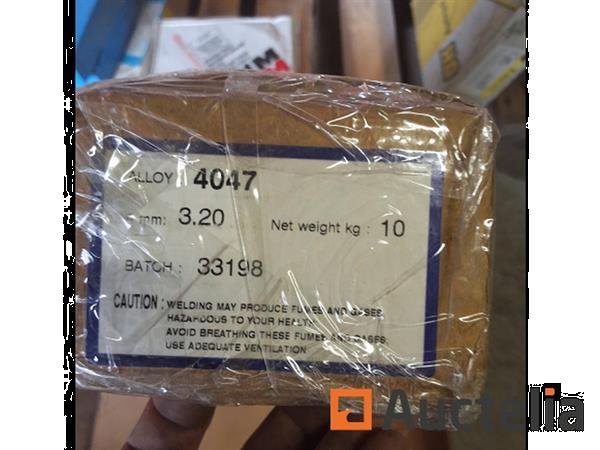 ALLOY : 4047
mm: 3.20
Net weight kg : 10
BATCH : 33198
CAUTION : WELDING MAY PRODUCE FUMES AND GASES
HAZARDOUS TO YOUR HEALTH.
AVOID BREATHING THESE FUMES AND GASES.
USE ADEQUATE VENTILATION.
Auctelia